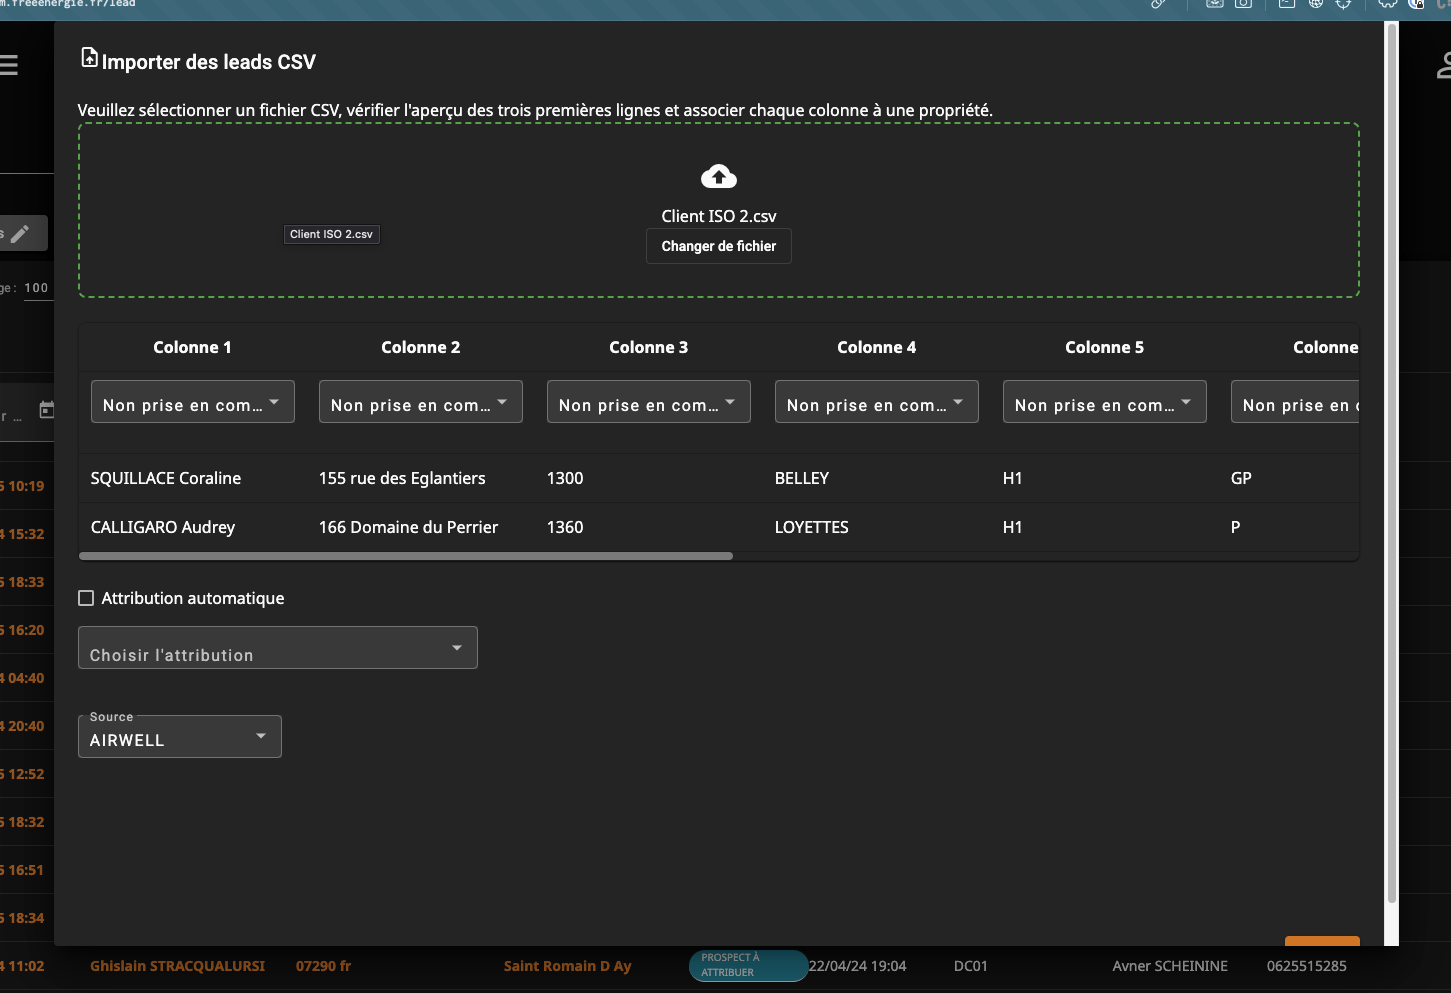 m.freeenergie.fr/lead
Importer des leads CSV
Veuillez sélectionner un fichier CSV, vérifier l'aperçu des trois premières lignes et associer chaque colonne à une propriété.
Client ISO 2.csv
Client ISO 2.csv
Changer de fichier
s
ge : 100
Colonne 1 Colonne 2 Colonne 3 Colonne 4 Colonne 5 Colonne
Non prise en com... Non prise en com... Non prise en com... Non prise en com... Non prise en com... Non prise en c
r ...
SQUILLACE Coraline 155 rue des Eglantiers 1300 BELLEY H1 GP
5 10:19
CALLIGARO Audrey 166 Domaine du Perrier 1360 LOYETTES H1 P
4 15:32
5 18:33
Attribution automatique
5 16:20
Choisir l'attribution
4 04:40
Source
4 20:40
AIRWELL
5 12:52
5 18:32
5 16:51
5 18:34
4 11:02 Ghislain STRACQUALURSI 07290 fr Saint Romain D Ay PROSPECT À ATTRIBUER 22/04/24 19:04 DC01 Avner SCHEININE 0625515285